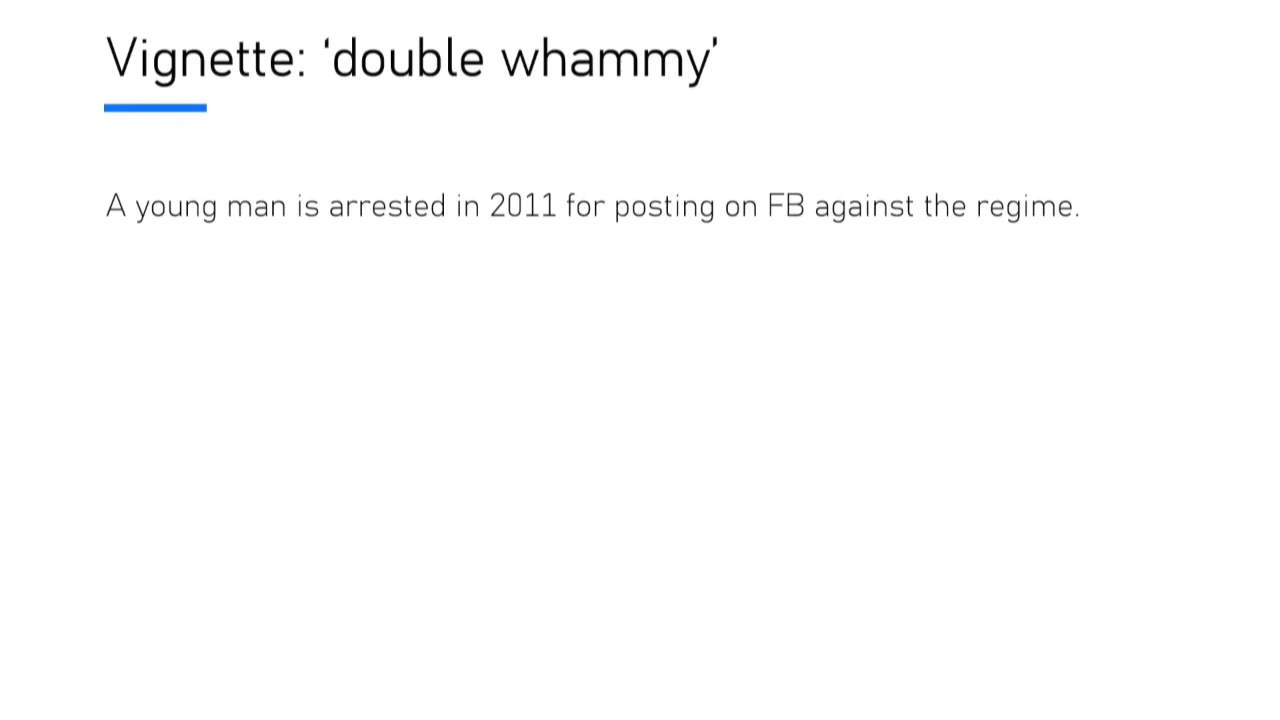 Vignette: ‘double whammy’
A young man is arrested in 2011 for posting on FB against the regime.